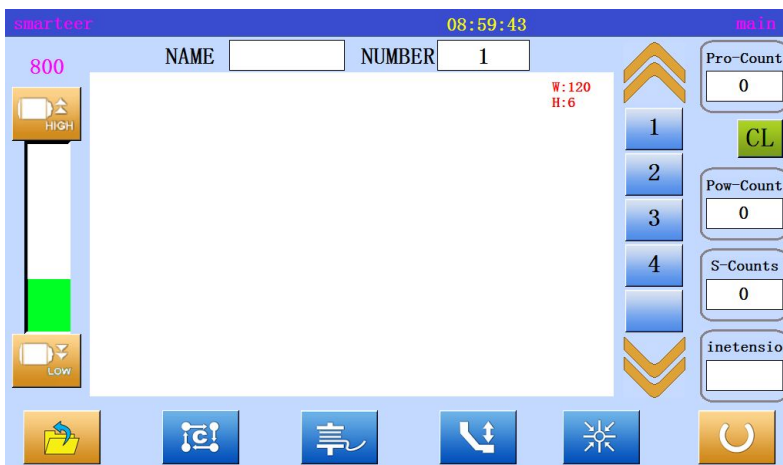 smarteer 08:59:43 main
NAME NUMBER 1
800
W:120
H:6
HIGH
LOW
1
2
3
4
Pro-Count
0
CL
Pow-Count
0
S-Counts
0
inetensio
C